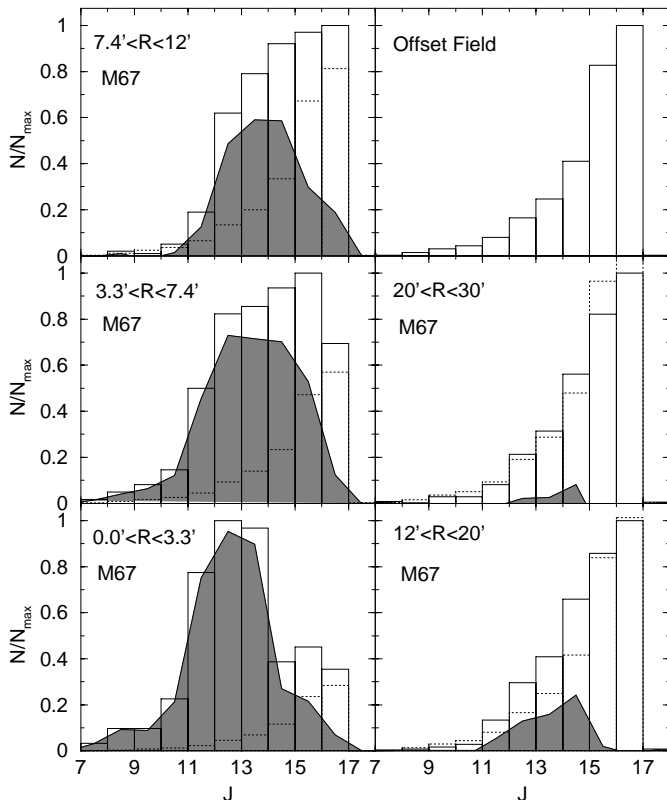 7.4'<R<12'
M67
N/Nmax
1
0.8
0.6
0.4
0.2
0
Offset Field
3.3'<R<7.4'
M67
N/Nmax
1
0.8
0.6
0.4
0.2
0
20'<R<30'
M67
0.0'<R<3.3'
M67
N/Nmax
1
0.8
0.6
0.4
0.2
0
7 9 11 13 15 17
J
12'<R<20'
M67
7 9 11 13 15 17
J